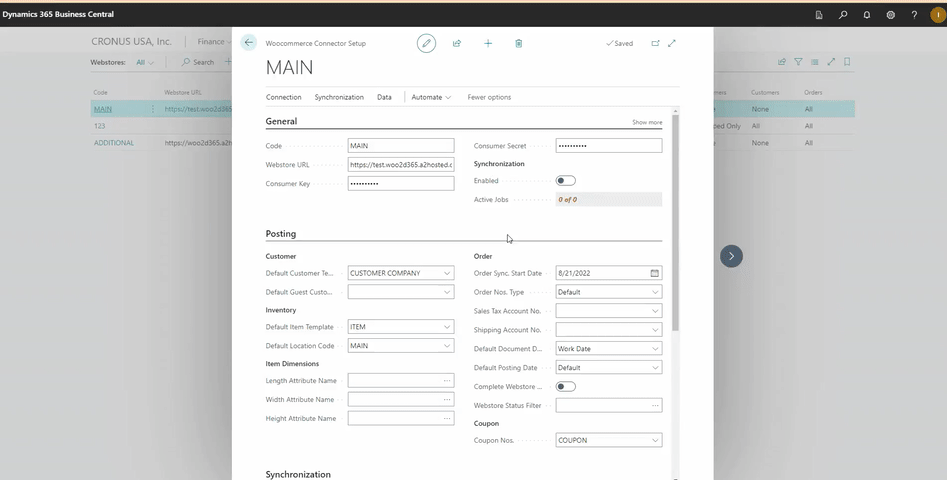 Dynamics 365 Business Central
CRONUS USA, Inc. Finance
Woocommerce Connector Setup
Saved
Webstores: All Search
MAIN
Code Webstore URL Customers Orders
Connection Synchronization Data Automate Fewer options
MAIN https://test.woo2d365.a2h None All
123 d Only All All
ADDITIONAL https://woo2d365.a2h None All
General Show more
Code MAIN
Consumer Secret ••••••••••
Webstore URL https://test.woo2d365.a2hosted.c
Synchronization
Consumer Key ••••••••••
Enabled
Active Jobs 0 of 0
Posting
Customer
Order
Default Customer Te...
CUSTOMER COMPANY
Order Sync. Start Date 8/21/2022
Default Guest Custo...
Order Nos. Type Default
Inventory
Sales Tax Account No.
Default Item Template ITEM
Shipping Account No.
Default Location Code MAIN
Default Document D... Work Date
Item Dimensions
Default Posting Date Default
Length Attribute Name
Complete Webstore ...
Width Attribute Name
Webstore Status Filter
Height Attribute Name
Coupon
Coupon Nos. COUPON
Synchronization